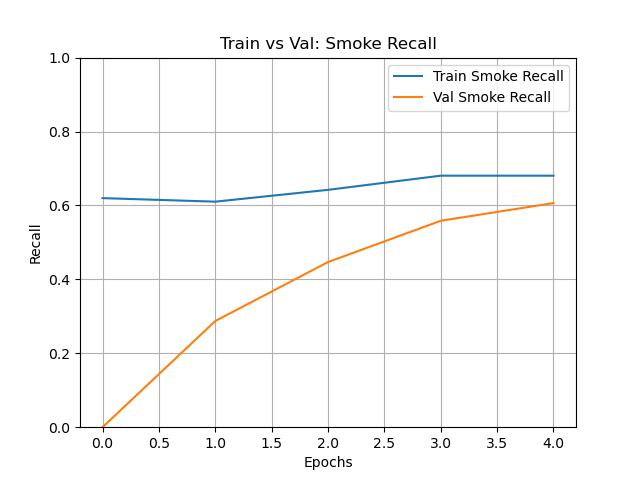 Train vs Val: Smoke Recall
Train Smoke Recall
Val Smoke Recall
Recall
1.0
0.8
0.6
0.4
0.2
0.0
0.0 0.5 1.0 1.5 2.0 2.5 3.0 3.5 4.0
Epochs